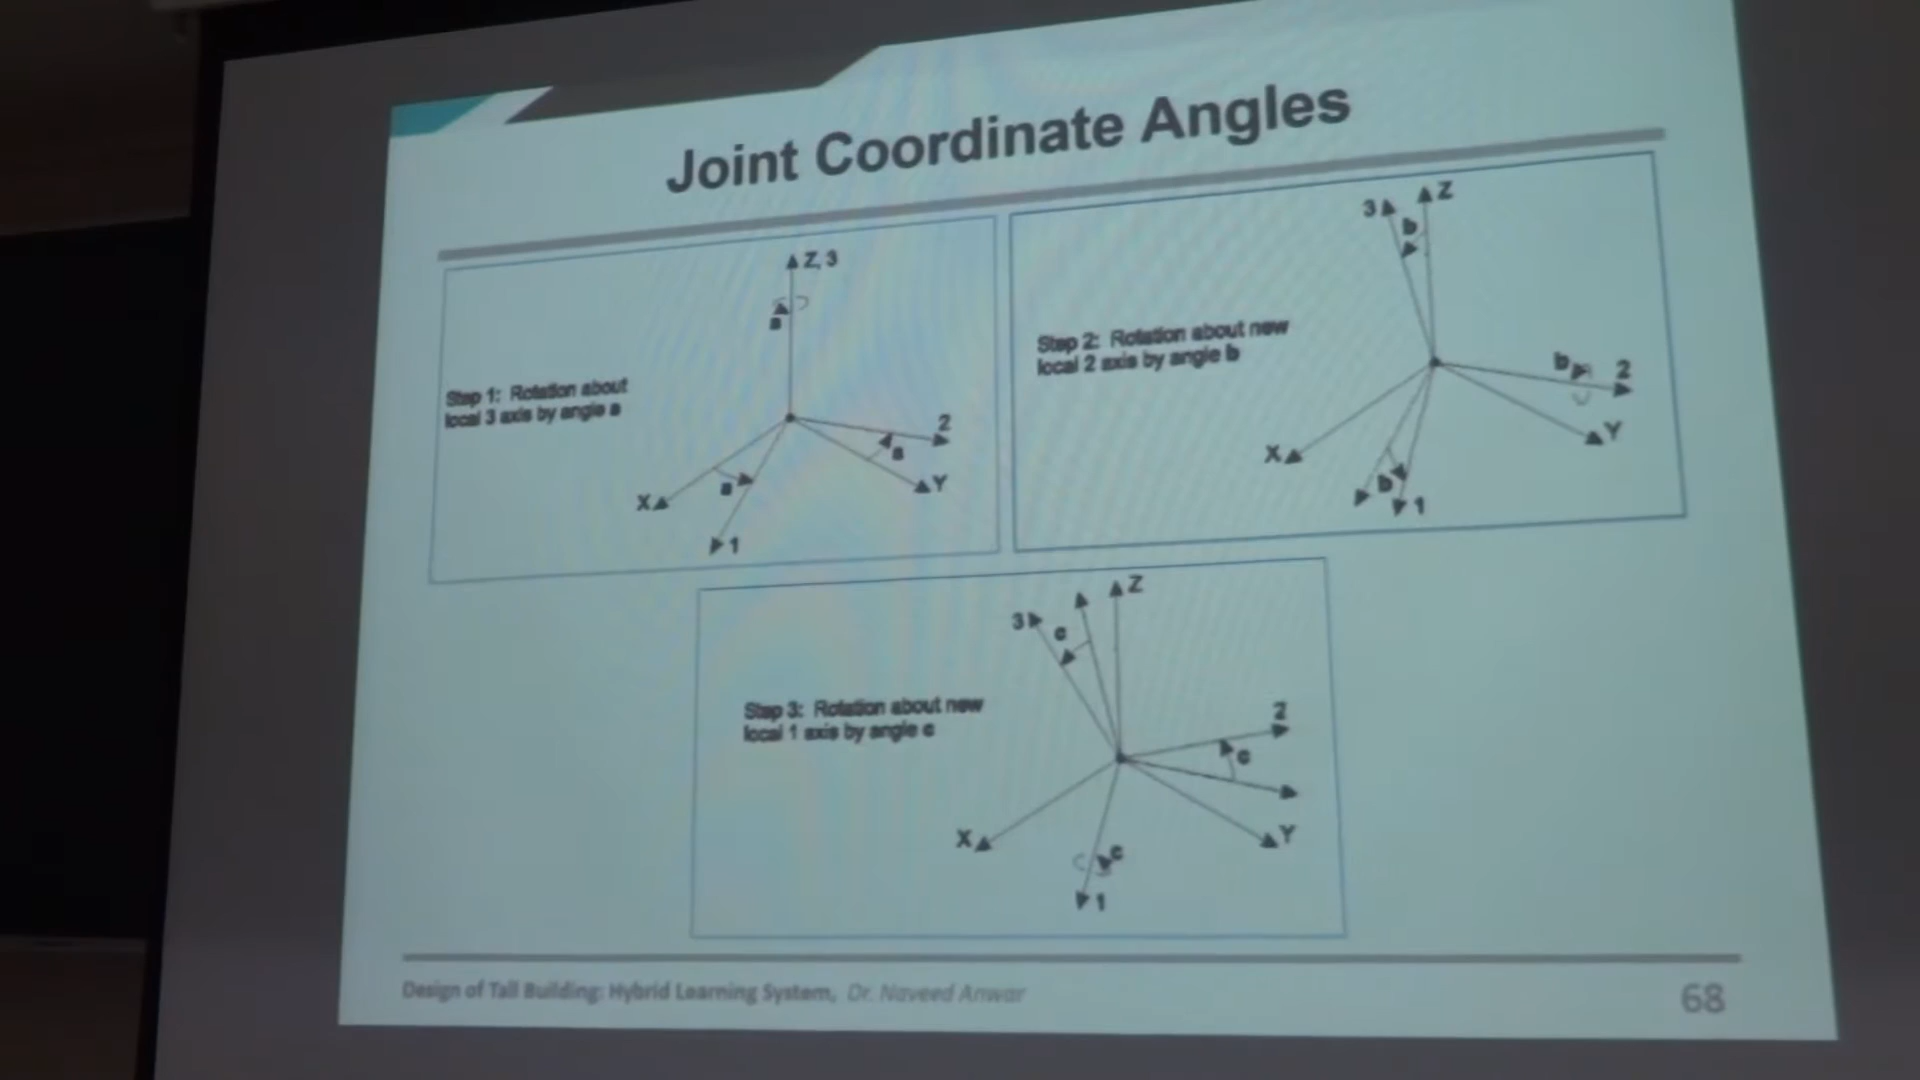 Joint Coordinate Angles
Z, 3
a
Step 1: Rotation about
local 3 axis by angle a
2
a
Y
a
X
1
3
Z
b
Step 2: Rotation about new
local 2 axis by angle b
b
2
Y
X
b
1
Z
3
c
Step 3: Rotation about new
local 1 axis by angle c
2
c
Y
X
c
1
Design of Tall Building: Hybrid Learning System, Dr. Naveed Anwar
68